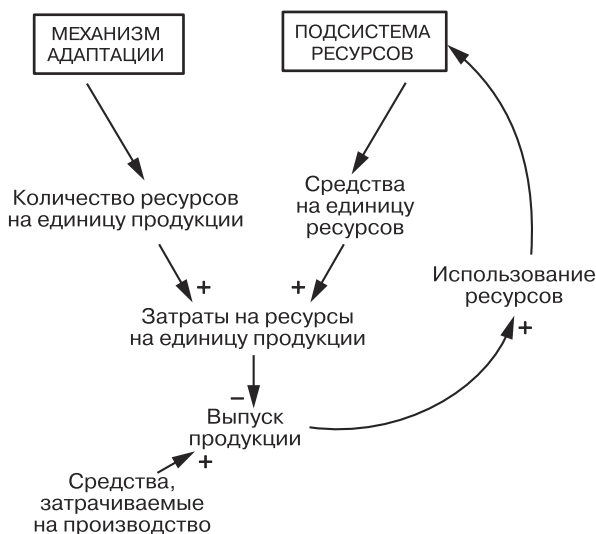 МЕХАНИЗМ
АДАПТАЦИИ
ПОДСИСТЕМА
РЕСУРСОВ
Количество ресурсов
на единицу продукции
Средства
на единицу
ресурсов
Использование
ресурсов
+
+
+
Затраты на ресурсы
на единицу продукции
−
Выпуск
продукции
+
Средства,
затрачиваемые
на производство